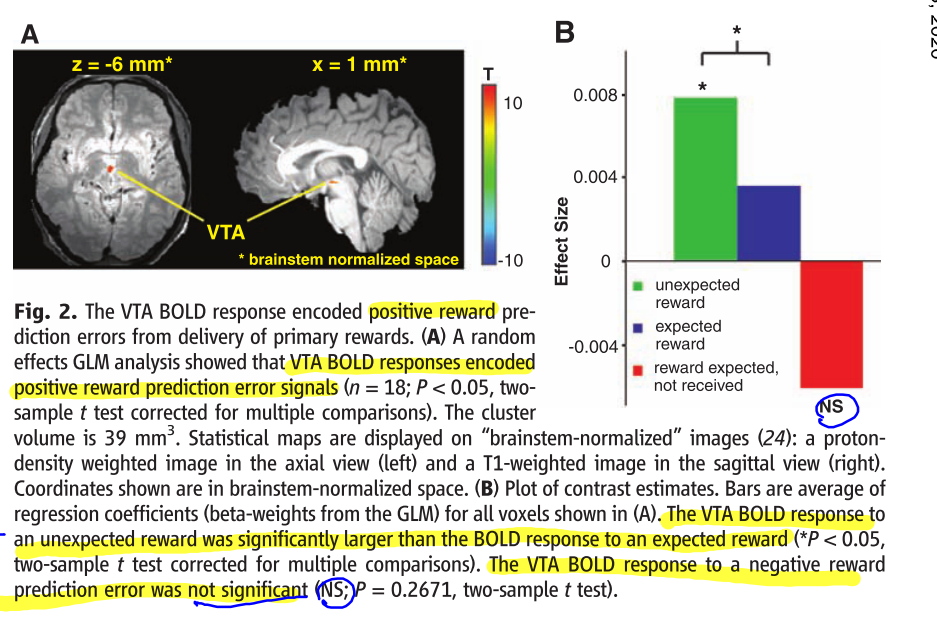 A
z = -6 mm*
x = 1 mm*
VTA
* brainstem normalized space
T
10
-10
B
*
*
0.008
0.004
0
-0.004
Effect Size
unexpected
reward
expected
reward
reward expected,
not received
NS
Fig. 2. The VTA BOLD response encoded positive reward pre-
diction errors from delivery of primary rewards. (A) A random
effects GLM analysis showed that VTA BOLD responses encoded
positive reward prediction error signals (n = 18; P < 0.05, two-
sample t test corrected for multiple comparisons). The cluster
volume is 39 mm³. Statistical maps are displayed on “brainstem-normalized” images (24): a proton-
density weighted image in the axial view (left) and a T1-weighted image in the sagittal view (right).
Coordinates shown are in brainstem-normalized space. (B) Plot of contrast estimates. Bars are average of
regression coefficients (beta-weights from the GLM) for all voxels shown in (A). The VTA BOLD response to
an unexpected reward was significantly larger than the BOLD response to an expected reward (*P < 0.05,
two-sample t test corrected for multiple comparisons). The VTA BOLD response to a negative reward
prediction error was not significant (NS; P = 0.2671, two-sample t test).
, 2020